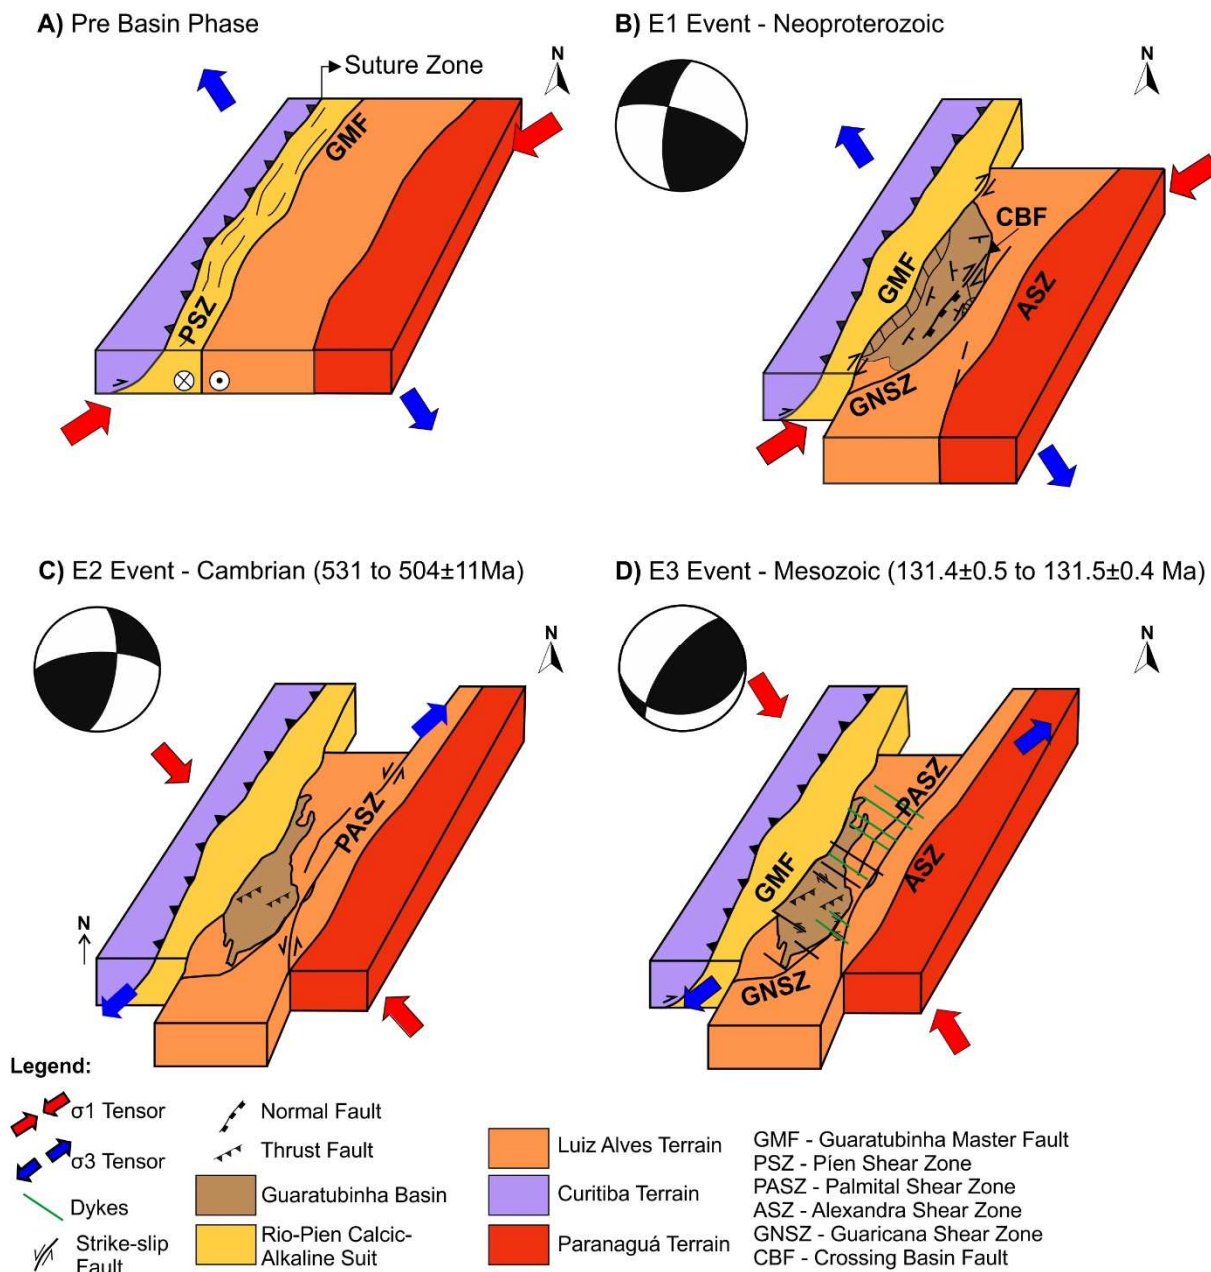 A) Pre Basin Phase
Suture Zone
N
GMF
PSZ
B) E1 Event - Neoproterozoic
N
CBF
GMF
ASZ
GNSZ
C) E2 Event - Cambrian (531 to 504±11Ma)
N
PASZ
N
D) E3 Event - Mesozoic (131.4±0.5 to 131.5±0.4 Ma)
N
PASZ
GMF
ASZ
GNSZ
Legend:
σ1 Tensor
σ3 Tensor
Dykes
Strike-slip
Fault
Normal Fault
Thrust Fault
Guaratubinha Basin
Rio-Pien Calcic-
Alkaline Suit
Luiz Alves Terrain
Curitiba Terrain
Paranaguá Terrain
GMF - Guaratubinha Master Fault
PSZ - Píen Shear Zone
PASZ - Palmital Shear Zone
ASZ - Alexandra Shear Zone
GNSZ - Guaricana Shear Zone
CBF - Crossing Basin Fault